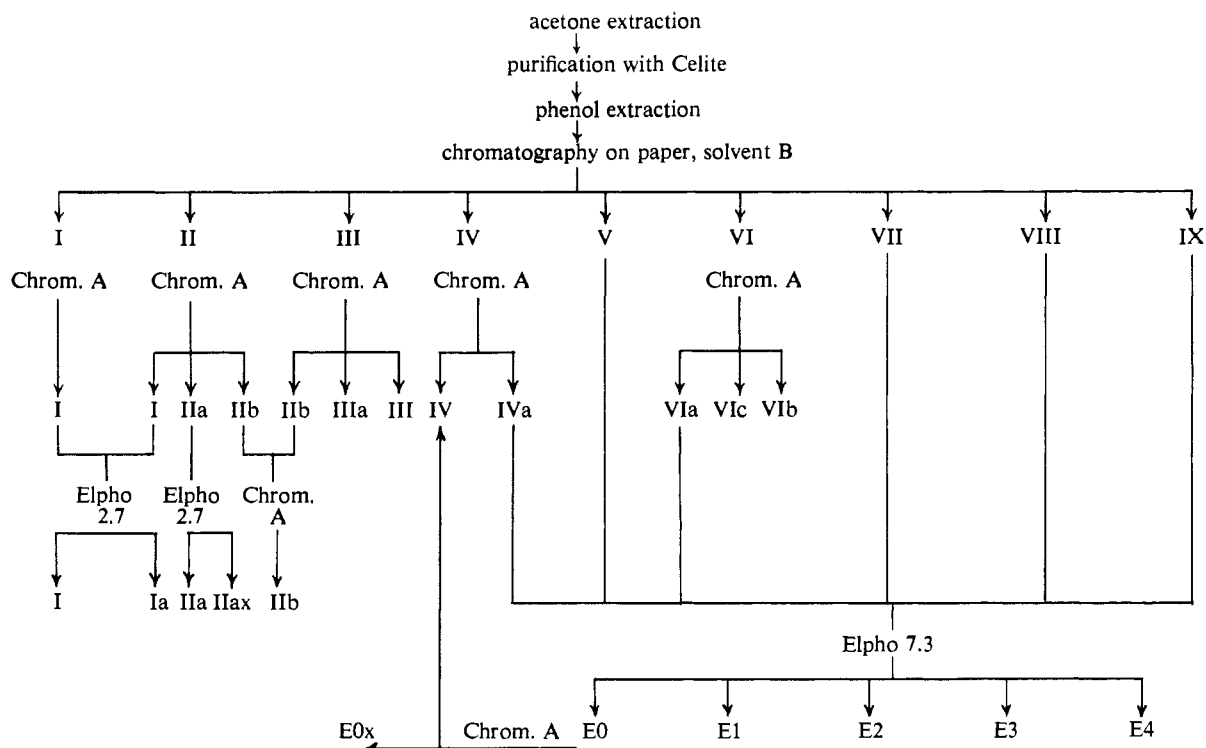 acetone extraction
purification with Celite
phenol extraction
chromatography on paper, solvent B
I II III IV V VI VII VIII IX
Chrom. A Chrom. A Chrom. A Chrom. A Chrom. A
I I IIa IIb IIb IIIa III IV IVa VIa VIc VIb
Elpho Elpho Chrom.
2.7 2.7 A
I Ia IIa IIax IIb
Elpho 7.3
E0x Chrom. A E0 E1 E2 E3 E4